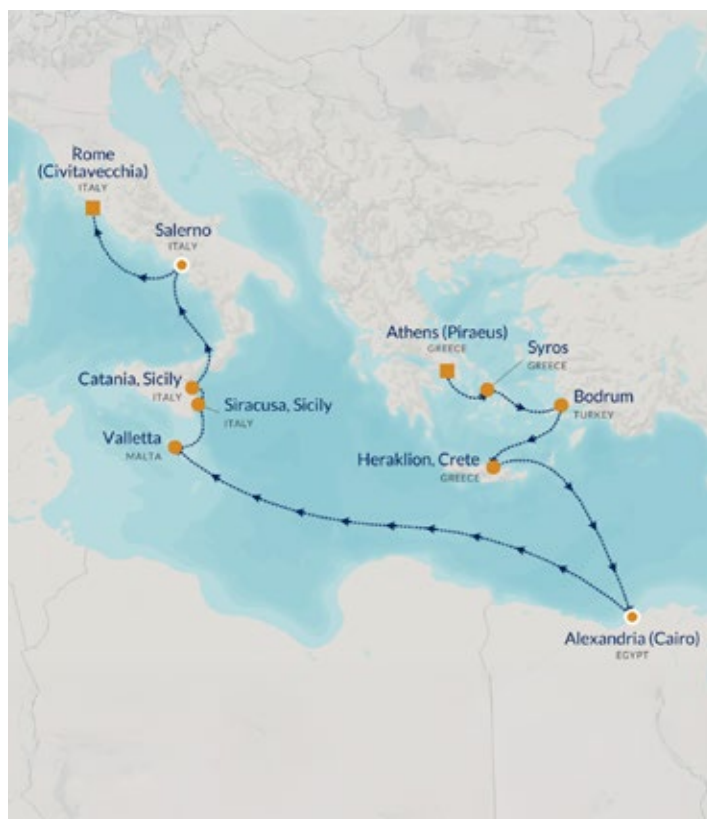 Rome
(Civitavecchia)
ITALY
Salerno
ITALY
Athens (Piraeus)
GREECE
Syros
GREECE
Catania, Sicily
ITALY
Siracusa, Sicily
ITALY
Bodrum
TURKEY
Valletta
MALTA
Heraklion, Crete
GREECE
Alexandria (Cairo)
EGYPT